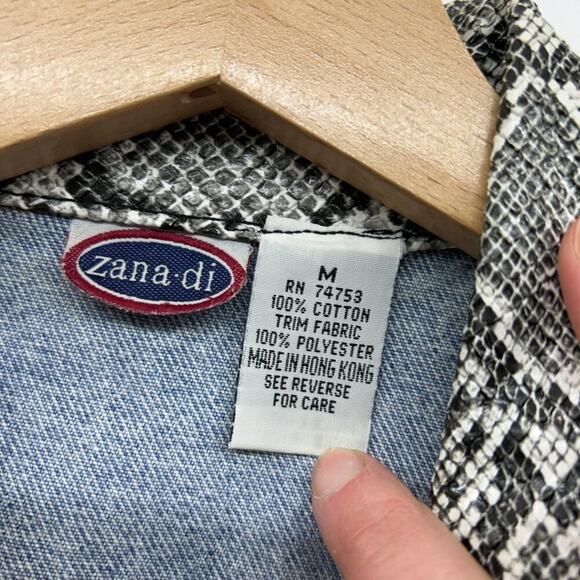 zana·di
M
RN 74753
100% COTTON
TRIM FABRIC
100% POLYESTER
MADE IN HONG KONG
SEE REVERSE
FOR CARE